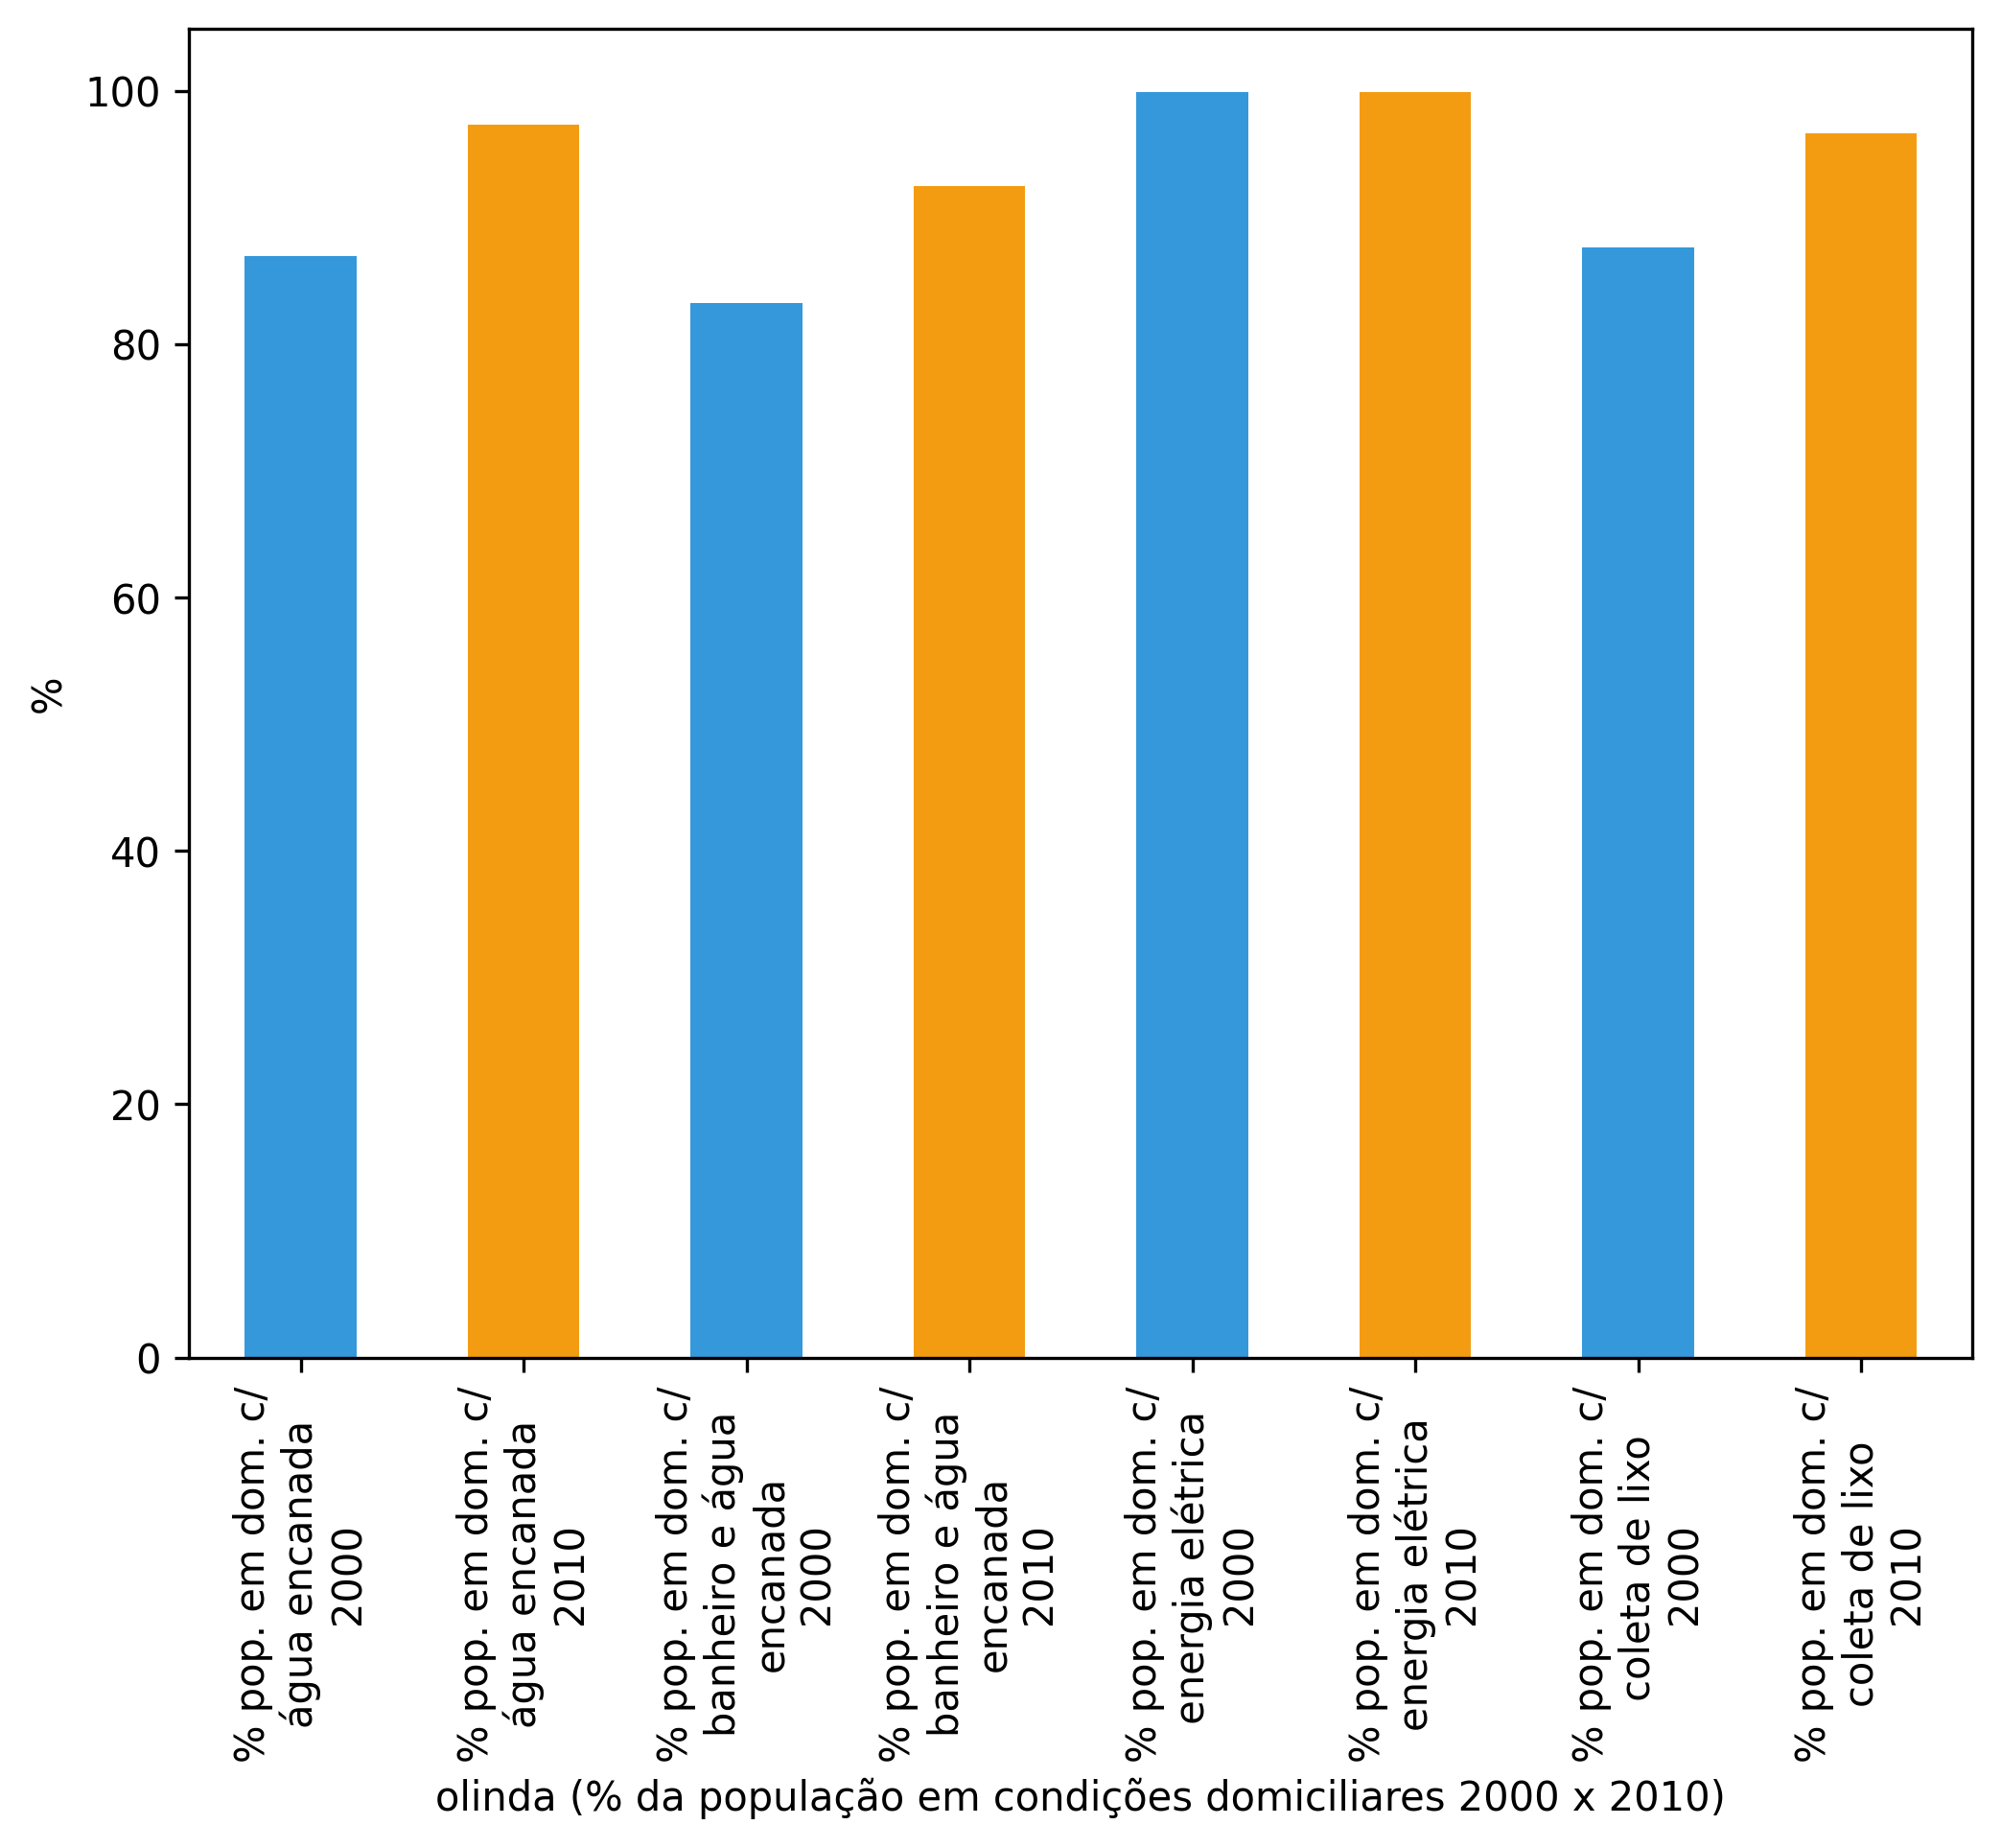 100
80
60
40
20
0
%
% pop. em dom. c/
água encanada
2000
% pop. em dom. c/
água encanada
2010
% pop. em dom. c/
banheiro e água
encanada
2000
% pop. em dom. c/
banheiro e água
encanada
2010
% pop. em dom. c/
energia elétrica
2000
% pop. em dom. c/
energia elétrica
2010
% pop. em dom. c/
coleta de lixo
2000
% pop. em dom. c/
coleta de lixo
2010
olinda (% da população em condições domiciliares 2000 x 2010)